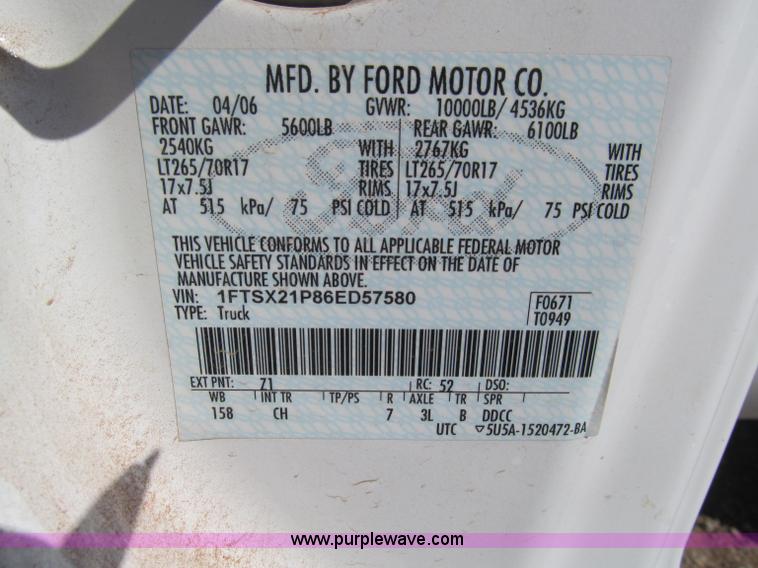 MFD. BY FORD MOTOR CO.
DATE: 04/06 GVWR: 10000LB/ 4536KG
FRONT GAWR: 5600LB REAR GAWR: 6100LB
2540KG WITH 2767KG WITH
LT265/70R17 TIRES LT265/70R17 TIRES
17x7.5J RIMS 17x7.5J RIMS
AT 515 kPa/ 75 PSI COLD AT 515 kPa/ 75 PSI COLD
THIS VEHICLE CONFORMS TO ALL APPLICABLE FEDERAL MOTOR
VEHICLE SAFETY STANDARDS IN EFFECT ON THE DATE OF
MANUFACTURE SHOWN ABOVE.
VIN: 1FTSX21P86ED57580 F0671
TYPE: Truck T0949
EXT PNT: Z1 RC: 52 DSO:
WB INT TR TP/PS R AXLE TR SPR
158 CH 7 3L B DDCC
UTC ▽5U5A-1520472-BA
www.purplewave.com